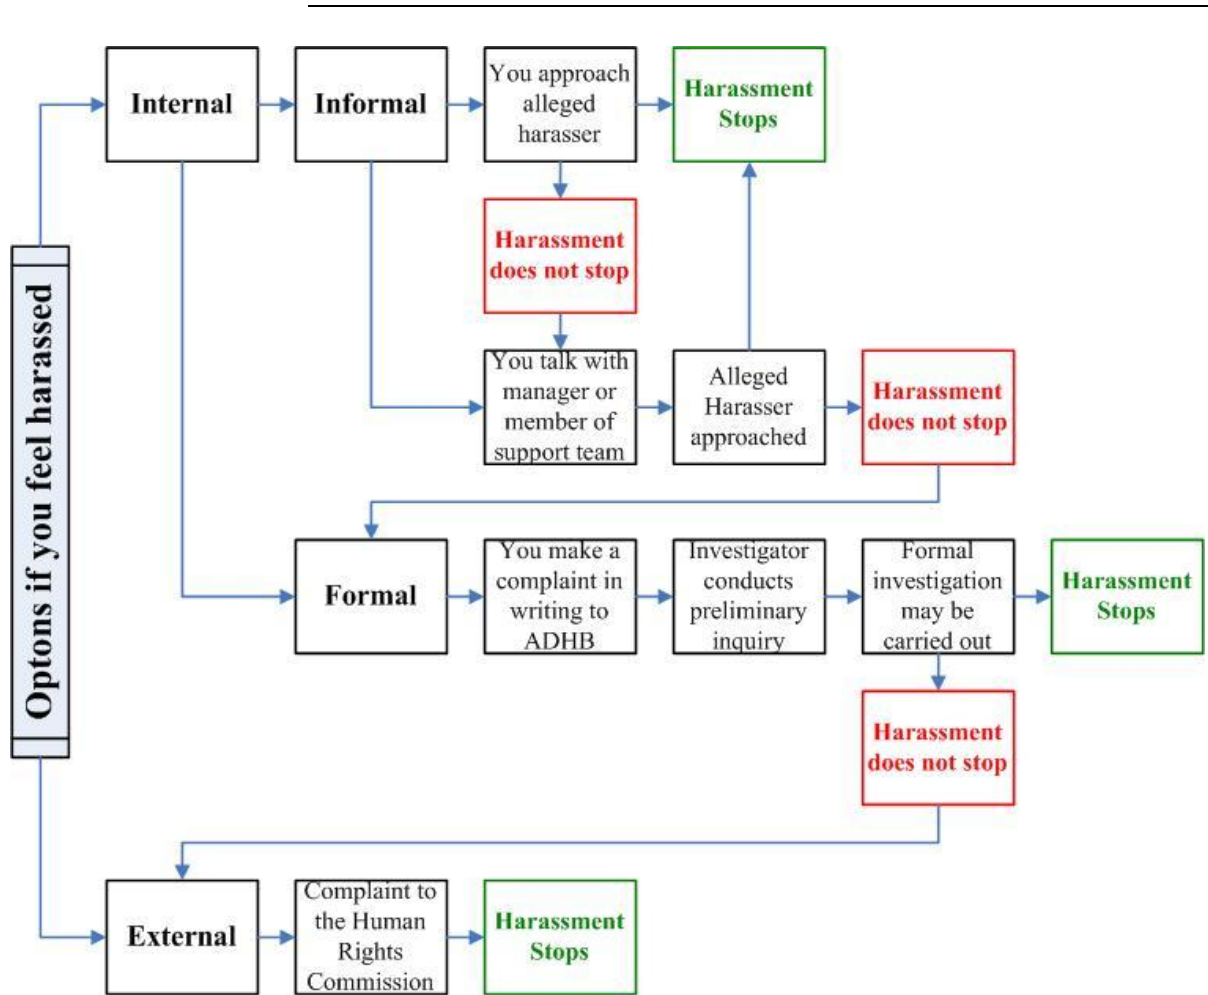 Optons if you feel harassed
Internal
Informal
You approach
alleged
harasser
Harassment
Stops
Harassment
does not stop
You talk with
manager or
member of
support team
Alleged
Harasser
approached
Harassment
does not stop
Formal
You make a
complaint in
writing to
ADHB
Investigator
conducts
preliminary
inquiry
Formal
investigation
may be
carried out
Harassment
Stops
Harassment
does not stop
External
Complaint to
the Human
Rights
Commission
Harassment
Stops